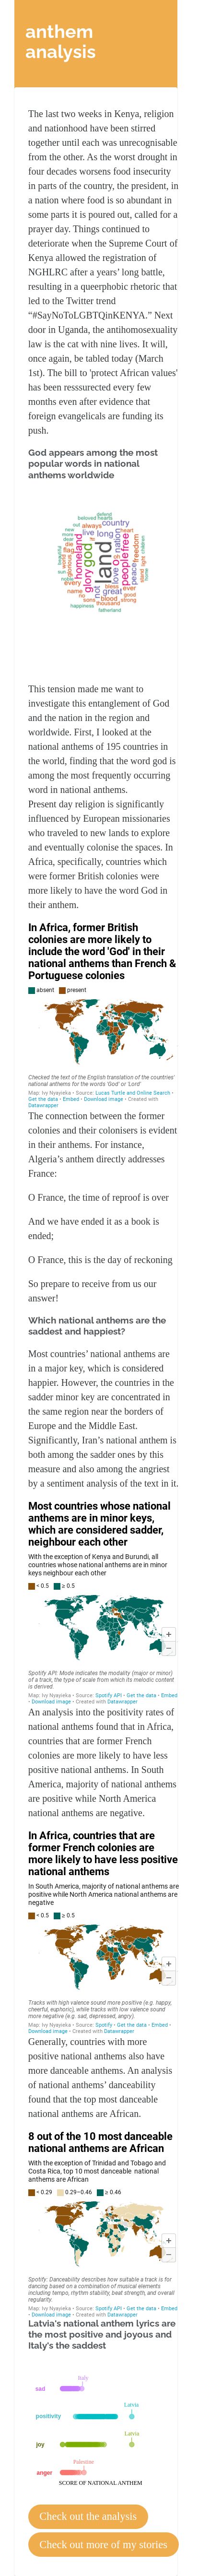 anthem
analysis
The last two weeks in Kenya, religion
and nationhood have been stirred
together until each was unrecognisable
from the other. As the worst drought in
four decades worsens food insecurity
in parts of the country, the president, in
a nation where food is so abundant in
some parts it is poured out, called for a
prayer day. Things continued to
deteriorate when the Supreme Court of
Kenya allowed the registration of
NGHLRC after a years’ long battle,
resulting in a queerphobic rhetoric that
led to the Twitter trend
“#SayNoToLGBTQinKENYA.” Next
door in Uganda, the antihomosexuality
law is the cat with nine lives. It will,
once again, be tabled today (March
1st). The bill to 'protect African values'
has been resssurected every few
months even after evidence that
foreign evangelicals are funding its
push.
God appears among the most
popular words in national
anthems worldwide
defend
beloved hearts
out always country
new
live long
heart
die
flag
land
god
homeland
glory
not
nation
people
free
freedom
peace
love
os
children
light
stand
home
every
name
no
sons
bless
great
ever
good
blood
strong
thousand
happiness
fatherland
This tension made me want to
investigate this entanglement of God
and the nation in the region and
worldwide. First, I looked at the
national anthems of 195 countries in
the world, finding that the word god is
among the most frequently occurring
word in national anthems.
Present day religion is significantly
influenced by European missionaries
who traveled to new lands to explore
and eventually colonise the spaces. In
Africa, specifically, countries which
were former British colonies were
more likely to have the word God in
their anthem.
In Africa, former British
colonies are more likely to
include the word 'God' in their
national anthems than French &
Portuguese colonies
absent present
Checked the text of the English translation of the countries'
national anthems for the words 'God' or Lord'
Map: Ivy Nyayieka • Source: Lucas Turtle and Online Search •
Get the data • Embed • Download image • Created with
Datawrapper
The connection between the former
colonies and their colonisers is evident
in their anthems. For instance,
Algeria’s anthem directly addresses
France:
O France, the time of reproof is over
And we have ended it as a book is
ended;
O France, this is the day of reckoning
So prepare to receive from us our
answer!
Which national anthems are the
saddest and happiest?
Most countries’ national anthems are
in a major key, which is considered
happier. However, the countries in the
sadder minor key are concentrated in
the same region near the borders of
Europe and the Middle East.
Significantly, Iran’s national anthem is
both among the sadder ones by this
measure and also among the angriest
by a sentiment analysis of the text in it.
Most countries whose national
anthems are in minor keys,
which are considered sadder,
neighbour each other
With the exception of Kenya and Burundi, all
countries whose national anthems are in minor
keys neighbour each other
< 0.5 ≥ 0.5
+
−
Spotify API: Mode indicates the modality (major or minor)
of a track, the type of scale from which its melodic content
is derived.
Map: Ivy Nyayieka • Source: Spotify API • Get the data • Embed
• Download image • Created with Datawrapper
An analysis into the positivity rates of
national anthems found that in Africa,
countries that are former French
colonies are more likely to have less
positive national anthems. In South
America, majority of national anthems
are positive while North America
national anthems are negative.
In Africa, countries that are
former French colonies are
more likely to have less positive
national anthems
In South America, majority of national anthems are
positive while North America national anthems are
negative
< 0.5 ≥ 0.5
+
−
Tracks with high valence sound more positive (e.g. happy,
cheerful, euphoric), while tracks with low valence sound
more negative (e.g. sad, depressed, angry).
Map: Ivy Nyayieka • Source: Spotify • Get the data • Embed •
Download image • Created with Datawrapper
Generally, countries with more
positive national anthems also have
more danceable anthems. An analysis
of national anthems’ danceability
found that the top most danceable
national anthems are African.
8 out of the 10 most danceable
national anthems are African
With the exception of Trinidad and Tobago and
Costa Rica, top 10 most danceable national
anthems are African
< 0.29 0.29–0.46 ≥ 0.46
+
−
Spotify: Danceability describes how suitable a track is for
dancing based on a combination of musical elements
including tempo, rhythm stability, beat strength, and overall
regularity.
Map: Ivy Nyayieka • Source: Spotify API • Get the data • Embed
• Download image • Created with Datawrapper
Latvia's national anthem lyrics are
the most positive and joyous and
Italy's the saddest
Italy
sad
Latvia
positivity
Latvia
joy
Palestine
anger
SCORE OF NATIONAL ANTHEM
Check out the analysis
Check out more of my stories